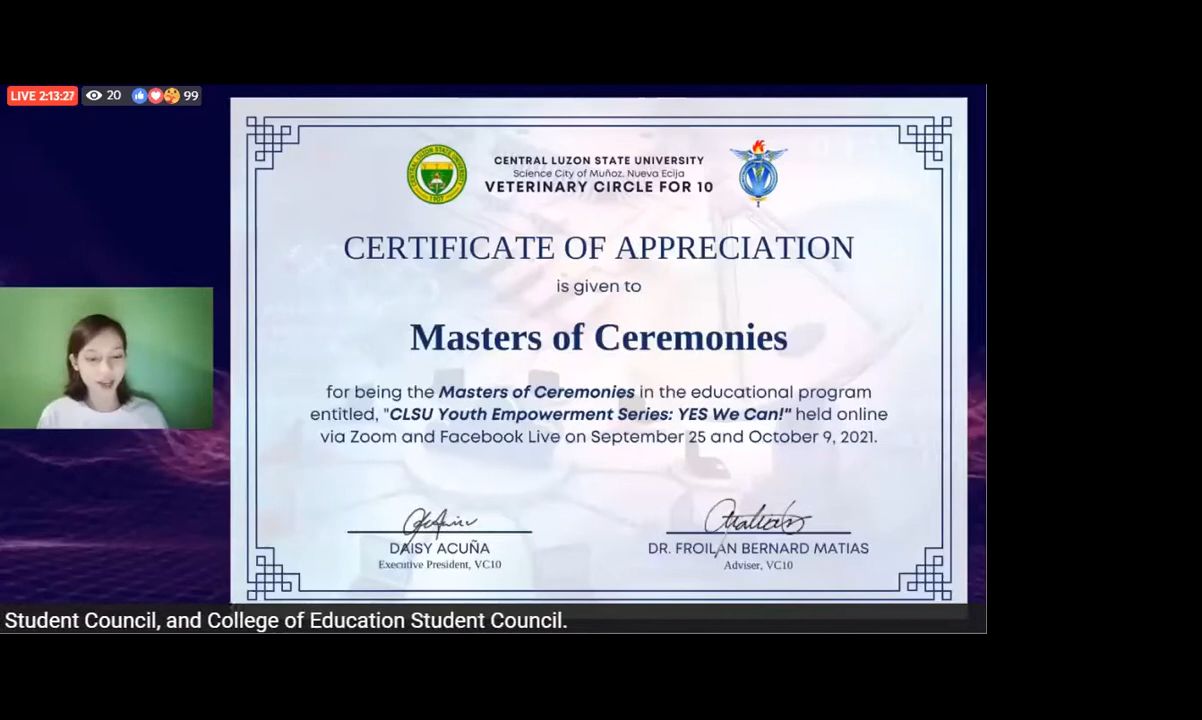 LIVE 2:13:27 20 99
CENTRAL LUZON STATE UNIVERSITY
Science City of Muñoz, Nueva Ecija
VETERINARY CIRCLE FOR 10
CERTIFICATE OF APPRECIATION
is given to
Masters of Ceremonies
for being the Masters of Ceremonies in the educational program
entitled, "CLSU Youth Empowerment Series: YES We Can!" held online
via Zoom and Facebook Live on September 25 and October 9, 2021.
DAISY ACUÑA
Executive President, VC10
DR. FROILAN BERNARD MATIAS
Adviser, VC10
Student Council, and College of Education Student Council.